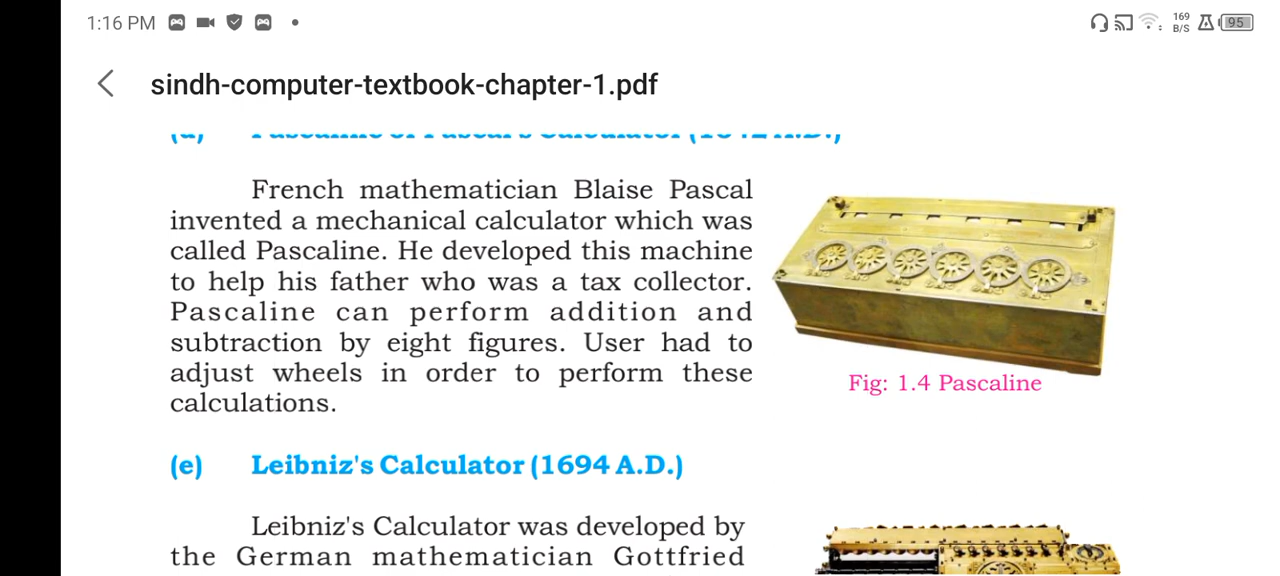 1:16 PM
169
B/S
95
sindh-computer-textbook-chapter-1.pdf
French mathematician Blaise Pascal
invented a mechanical calculator which was
called Pascaline. He developed this machine
to help his father who was a tax collector.
Pascaline can perform addition and
subtraction by eight figures. User had to
adjust wheels in order to perform these
calculations.
Fig: 1.4 Pascaline
(e) Leibniz's Calculator (1694 A.D.)
Leibniz's Calculator was developed by
the German mathematician Gottfried